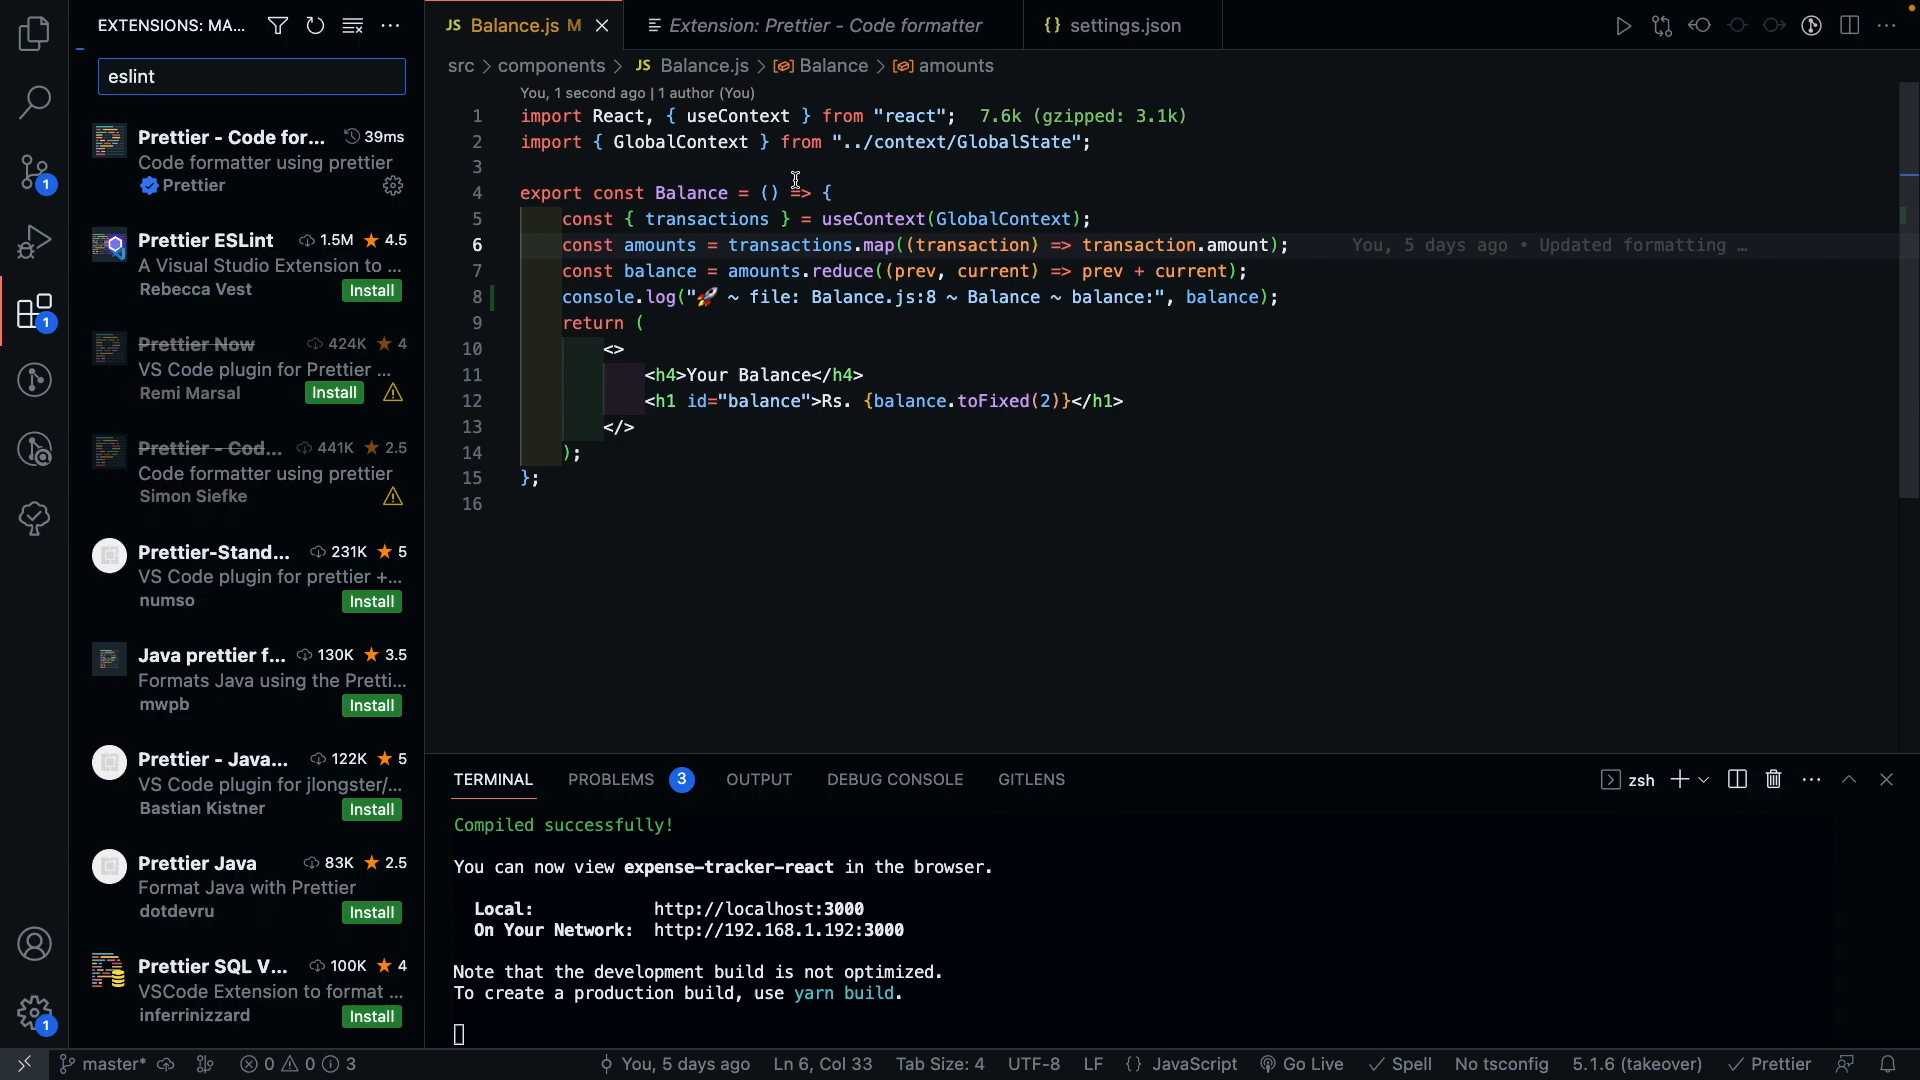 EXTENSIONS: MA...
eslint
Prettier - Code for... 39ms
Code formatter using prettier
Prettier
Prettier ESLint 1.5M 4.5
A Visual Studio Extension to ...
Rebecca Vest Install
Prettier Now 424K 4
VS Code plugin for Prettier ...
Remi Marsal Install
Prettier - Cod... 441K 2.5
Code formatter using prettier
Simon Siefke
Prettier-Stand... 231K 5
VS Code plugin for prettier +...
numso Install
Java prettier f... 130K 3.5
Formats Java using the Pretti...
mwpb Install
Prettier - Java... 122K 5
VS Code plugin for jlongster/...
Bastian Kistner Install
Prettier Java 83K 2.5
Format Java with Prettier
dotdevru Install
Prettier SQL V... 100K 4
VSCode Extension to format ...
inferrinizzard Install
1
1
1
JS Balance.js M
Extension: Prettier - Code formatter
{} settings.json
src > components > JS Balance.js > Balance > amounts
You, 1 second ago | 1 author (You)
1 import React, { useContext } from "react"; 7.6k (gzipped: 3.1k)
2 import { GlobalContext } from "../context/GlobalState";
3
4 export const Balance = () => {
5 const { transactions } = useContext(GlobalContext);
6 const amounts = transactions.map((transaction) => transaction.amount); You, 5 days ago • Updated formatting …
7 const balance = amounts.reduce((prev, current) => prev + current);
8 console.log("🚀 ~ file: Balance.js:8 ~ Balance ~ balance:", balance);
9 return (
10 <>
11 <h4>Your Balance</h4>
12 <h1 id="balance">Rs. {balance.toFixed(2)}</h1>
13 </>
14 );
15 };
16
TERMINAL PROBLEMS 3 OUTPUT DEBUG CONSOLE GITLENS zsh
Compiled successfully!
You can now view expense-tracker-react in the browser.
Local: http://localhost:3000
On Your Network: http://192.168.1.192:3000
Note that the development build is not optimized.
To create a production build, use yarn build.
master* 0 0 3 You, 5 days ago Ln 6, Col 33 Tab Size: 4 UTF-8 LF {} JavaScript Go Live Spell No tsconfig 5.1.6 (takeover) Prettier